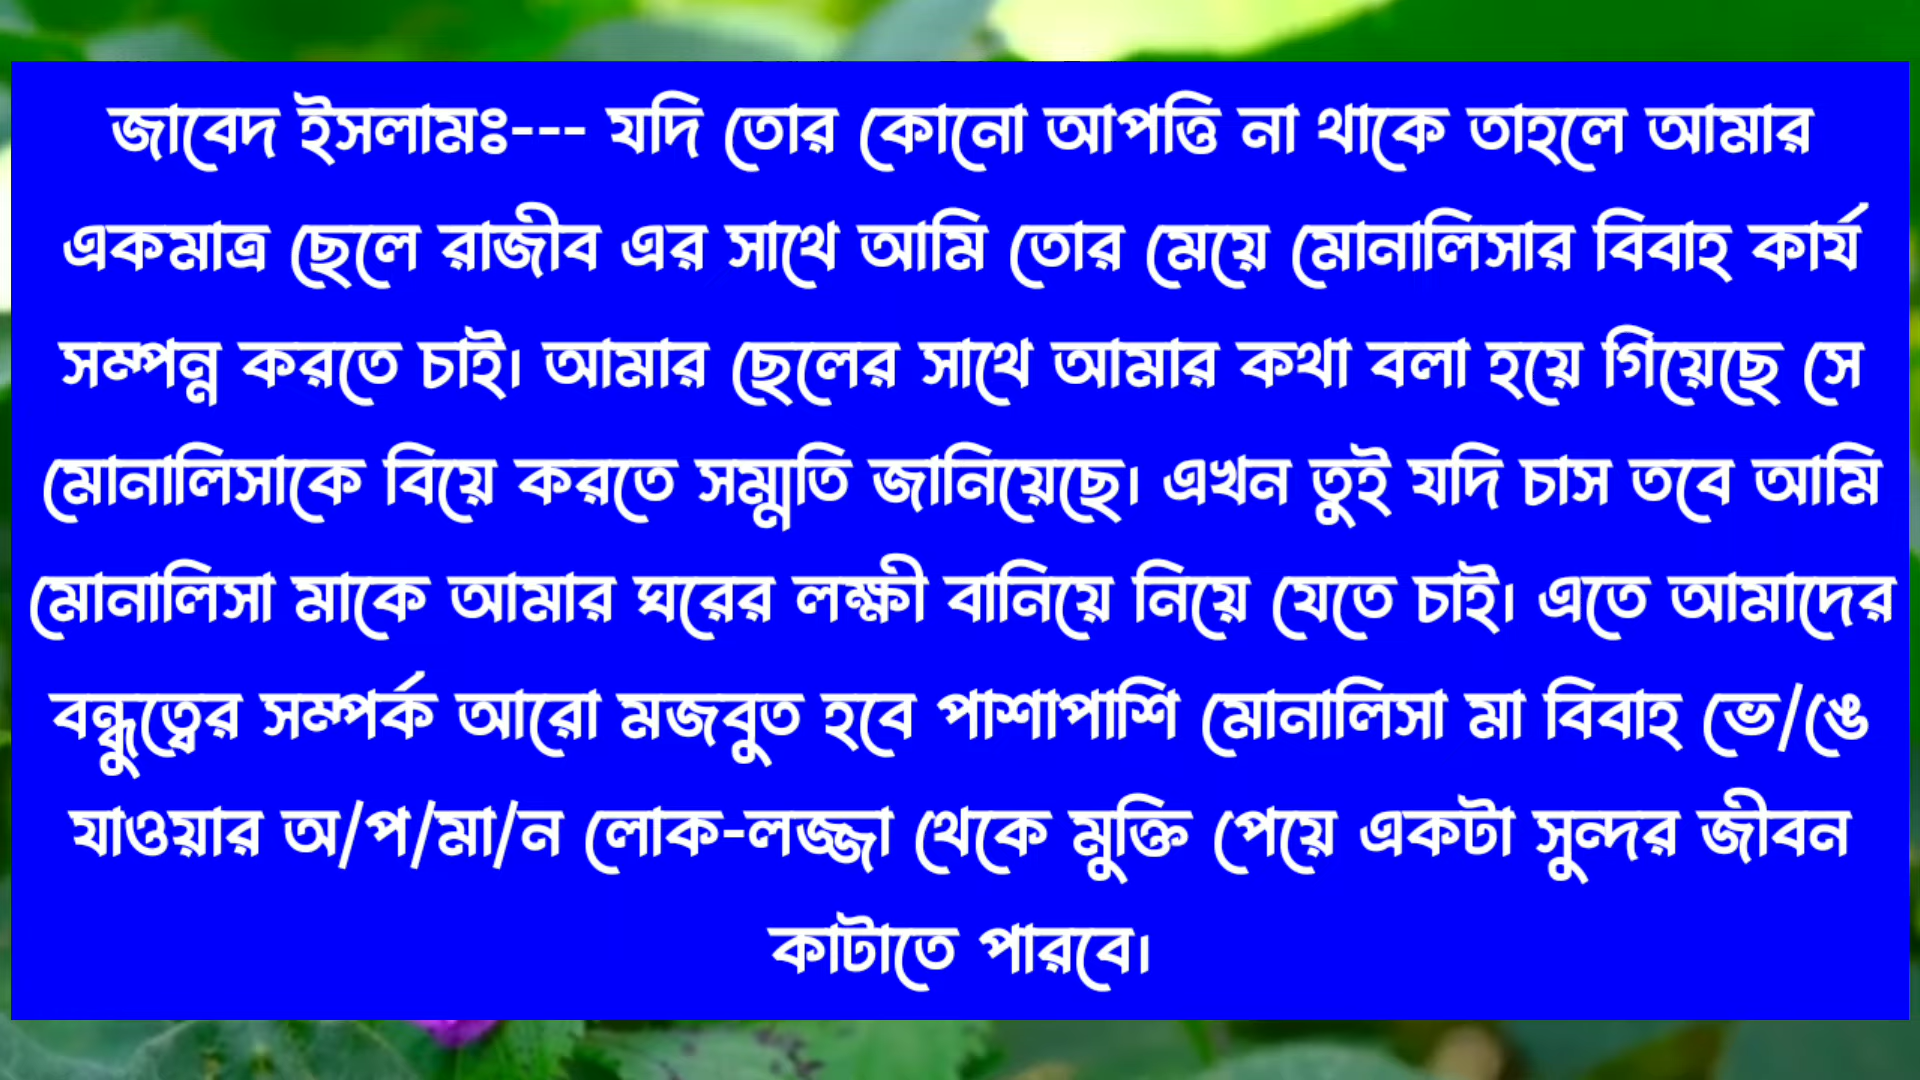 জাবেদ ইসলামঃ--- যদি তোর কোনো আপত্তি না থাকে তাহলে আমার
একমাত্র ছেলে রাজীব এর সাথে আমি তোর মেয়ে মোনালিসার বিবাহ কার্য
সম্পন্ন করতে চাই। আমার ছেলের সাথে আমার কথা বলা হয়ে গিয়েছে সে
মোনালিসাকে বিয়ে করতে সম্মতি জানিয়েছে। এখন তুই যদি চাস তবে আমি
মোনালিসা মাকে আমার ঘরের লক্ষী বানিয়ে নিয়ে যেতে চাই। এতে আমাদের
বন্ধুত্বের সম্পর্ক আরো মজবুত হবে পাশাপাশি মোনালিসা মা বিবাহ ভে/ঙে
যাওয়ার অ/প/মা/ন লোক-লজ্জা থেকে মুক্তি পেয়ে একটা সুন্দর জীবন
কাটাতে পারবে।